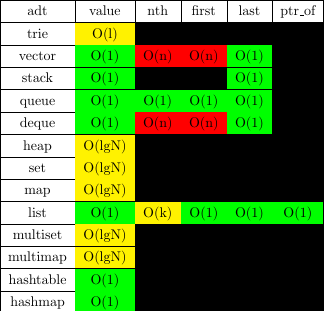 adt value nth first last ptr_of
trie O(l)
vector O(1) O(n) O(n) O(1)
stack O(1) O(1)
queue O(1) O(1) O(1) O(1)
deque O(1) O(n) O(n) O(1)
heap O(lgN)
set O(lgN)
map O(lgN)
list O(1) O(k) O(1) O(1) O(1)
multiset O(lgN)
multimap O(lgN)
hashtable O(1)
hashmap O(1)